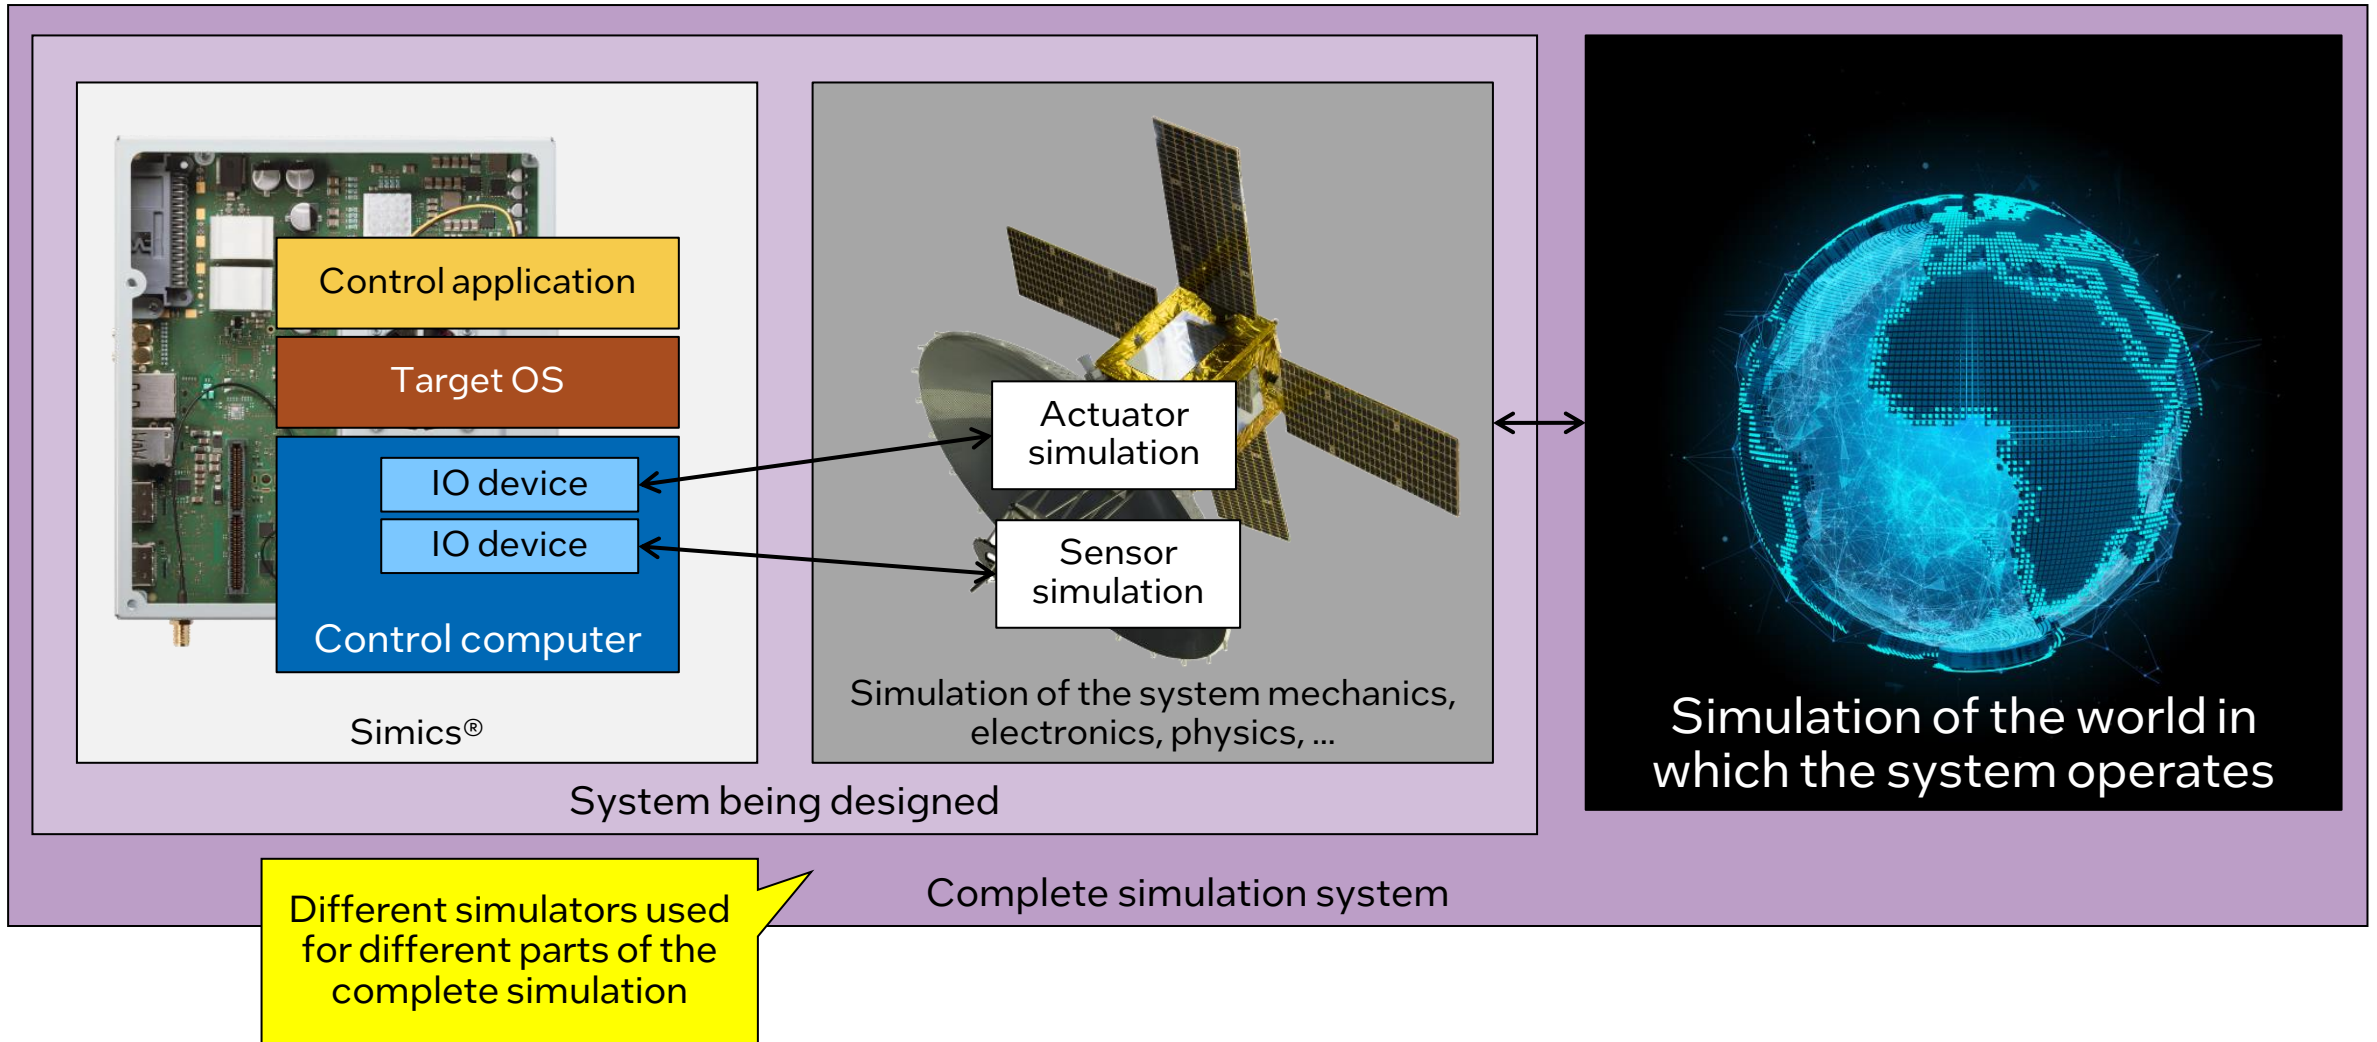 Control application
Target OS
IO device
IO device
Control computer
Simics®
Actuator
simulation
Sensor
simulation
Simulation of the system mechanics,
electronics, physics, ...
System being designed
Simulation of the world in
which the system operates
Complete simulation system
Different simulators used
for different parts of the
complete simulation